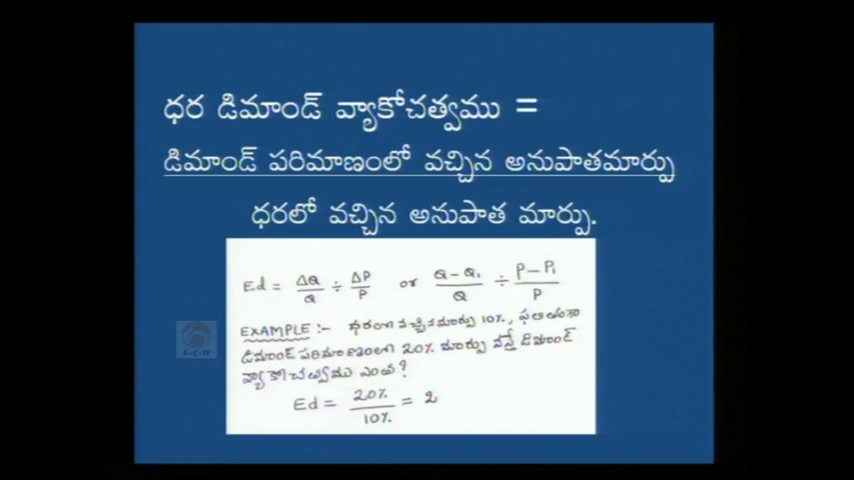 ధర డిమాండ్ వ్యాకోచత్వము =
డిమాండ్ పరిమాణంలో వచ్చిన అనుపాతమార్పు
ధరలో వచ్చిన అనుపాత మార్పు.
Ed = ΔQ/Q ÷ ΔP/P or Q-Q₁/Q ÷ P-P₁/P
EXAMPLE :- ధరలో వచ్చిన మార్పు 10%, ఫలితంగా
డిమాండ్ పరిమాణంలో 20% మార్పు వస్తే డిమాండ్
వ్యాకోచత్వము ఎంత?
Ed = 20%/10% = 2